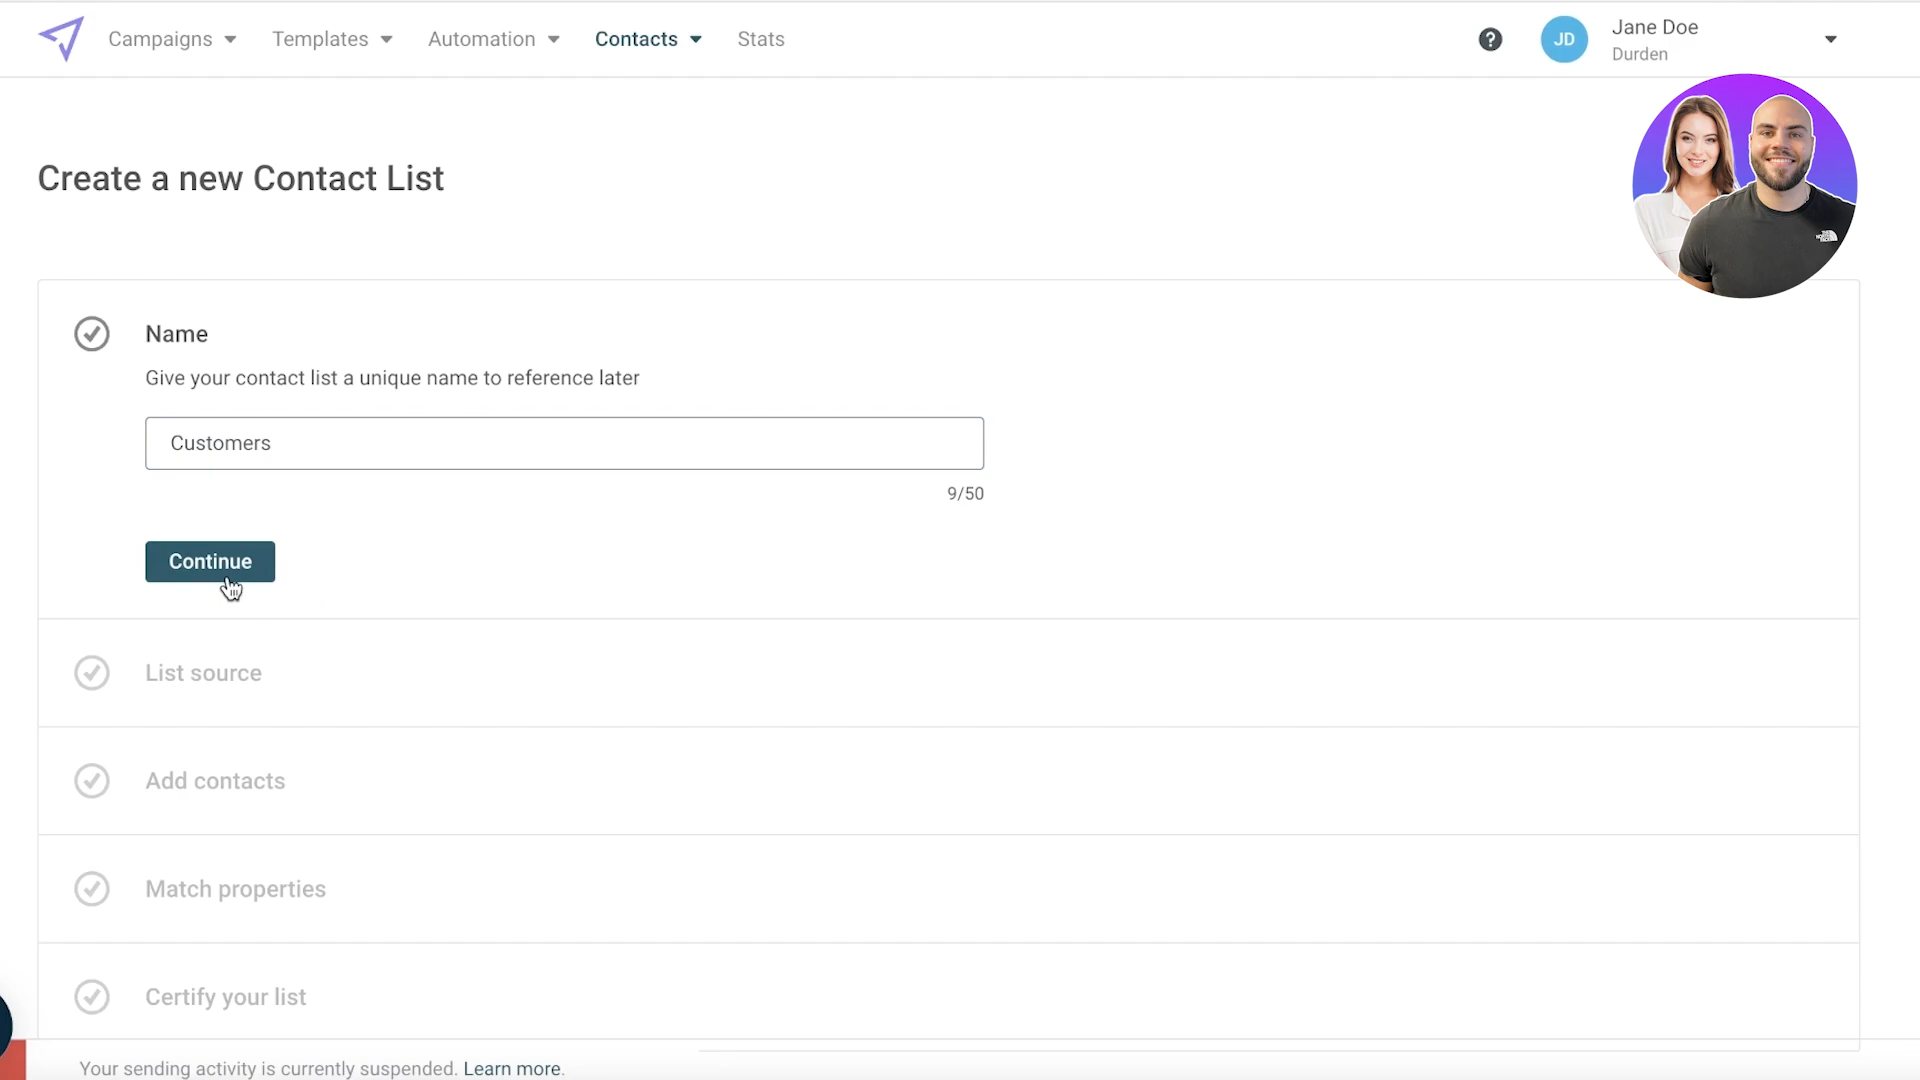 Campaigns
Templates
Automation
Contacts
Stats
?
JD
Jane Doe
Durden
Create a new Contact List
Name
Give your contact list a unique name to reference later
Customers
9/50
Continue
List source
Add contacts
Match properties
Certify your list
Your sending activity is currently suspended. Learn more.